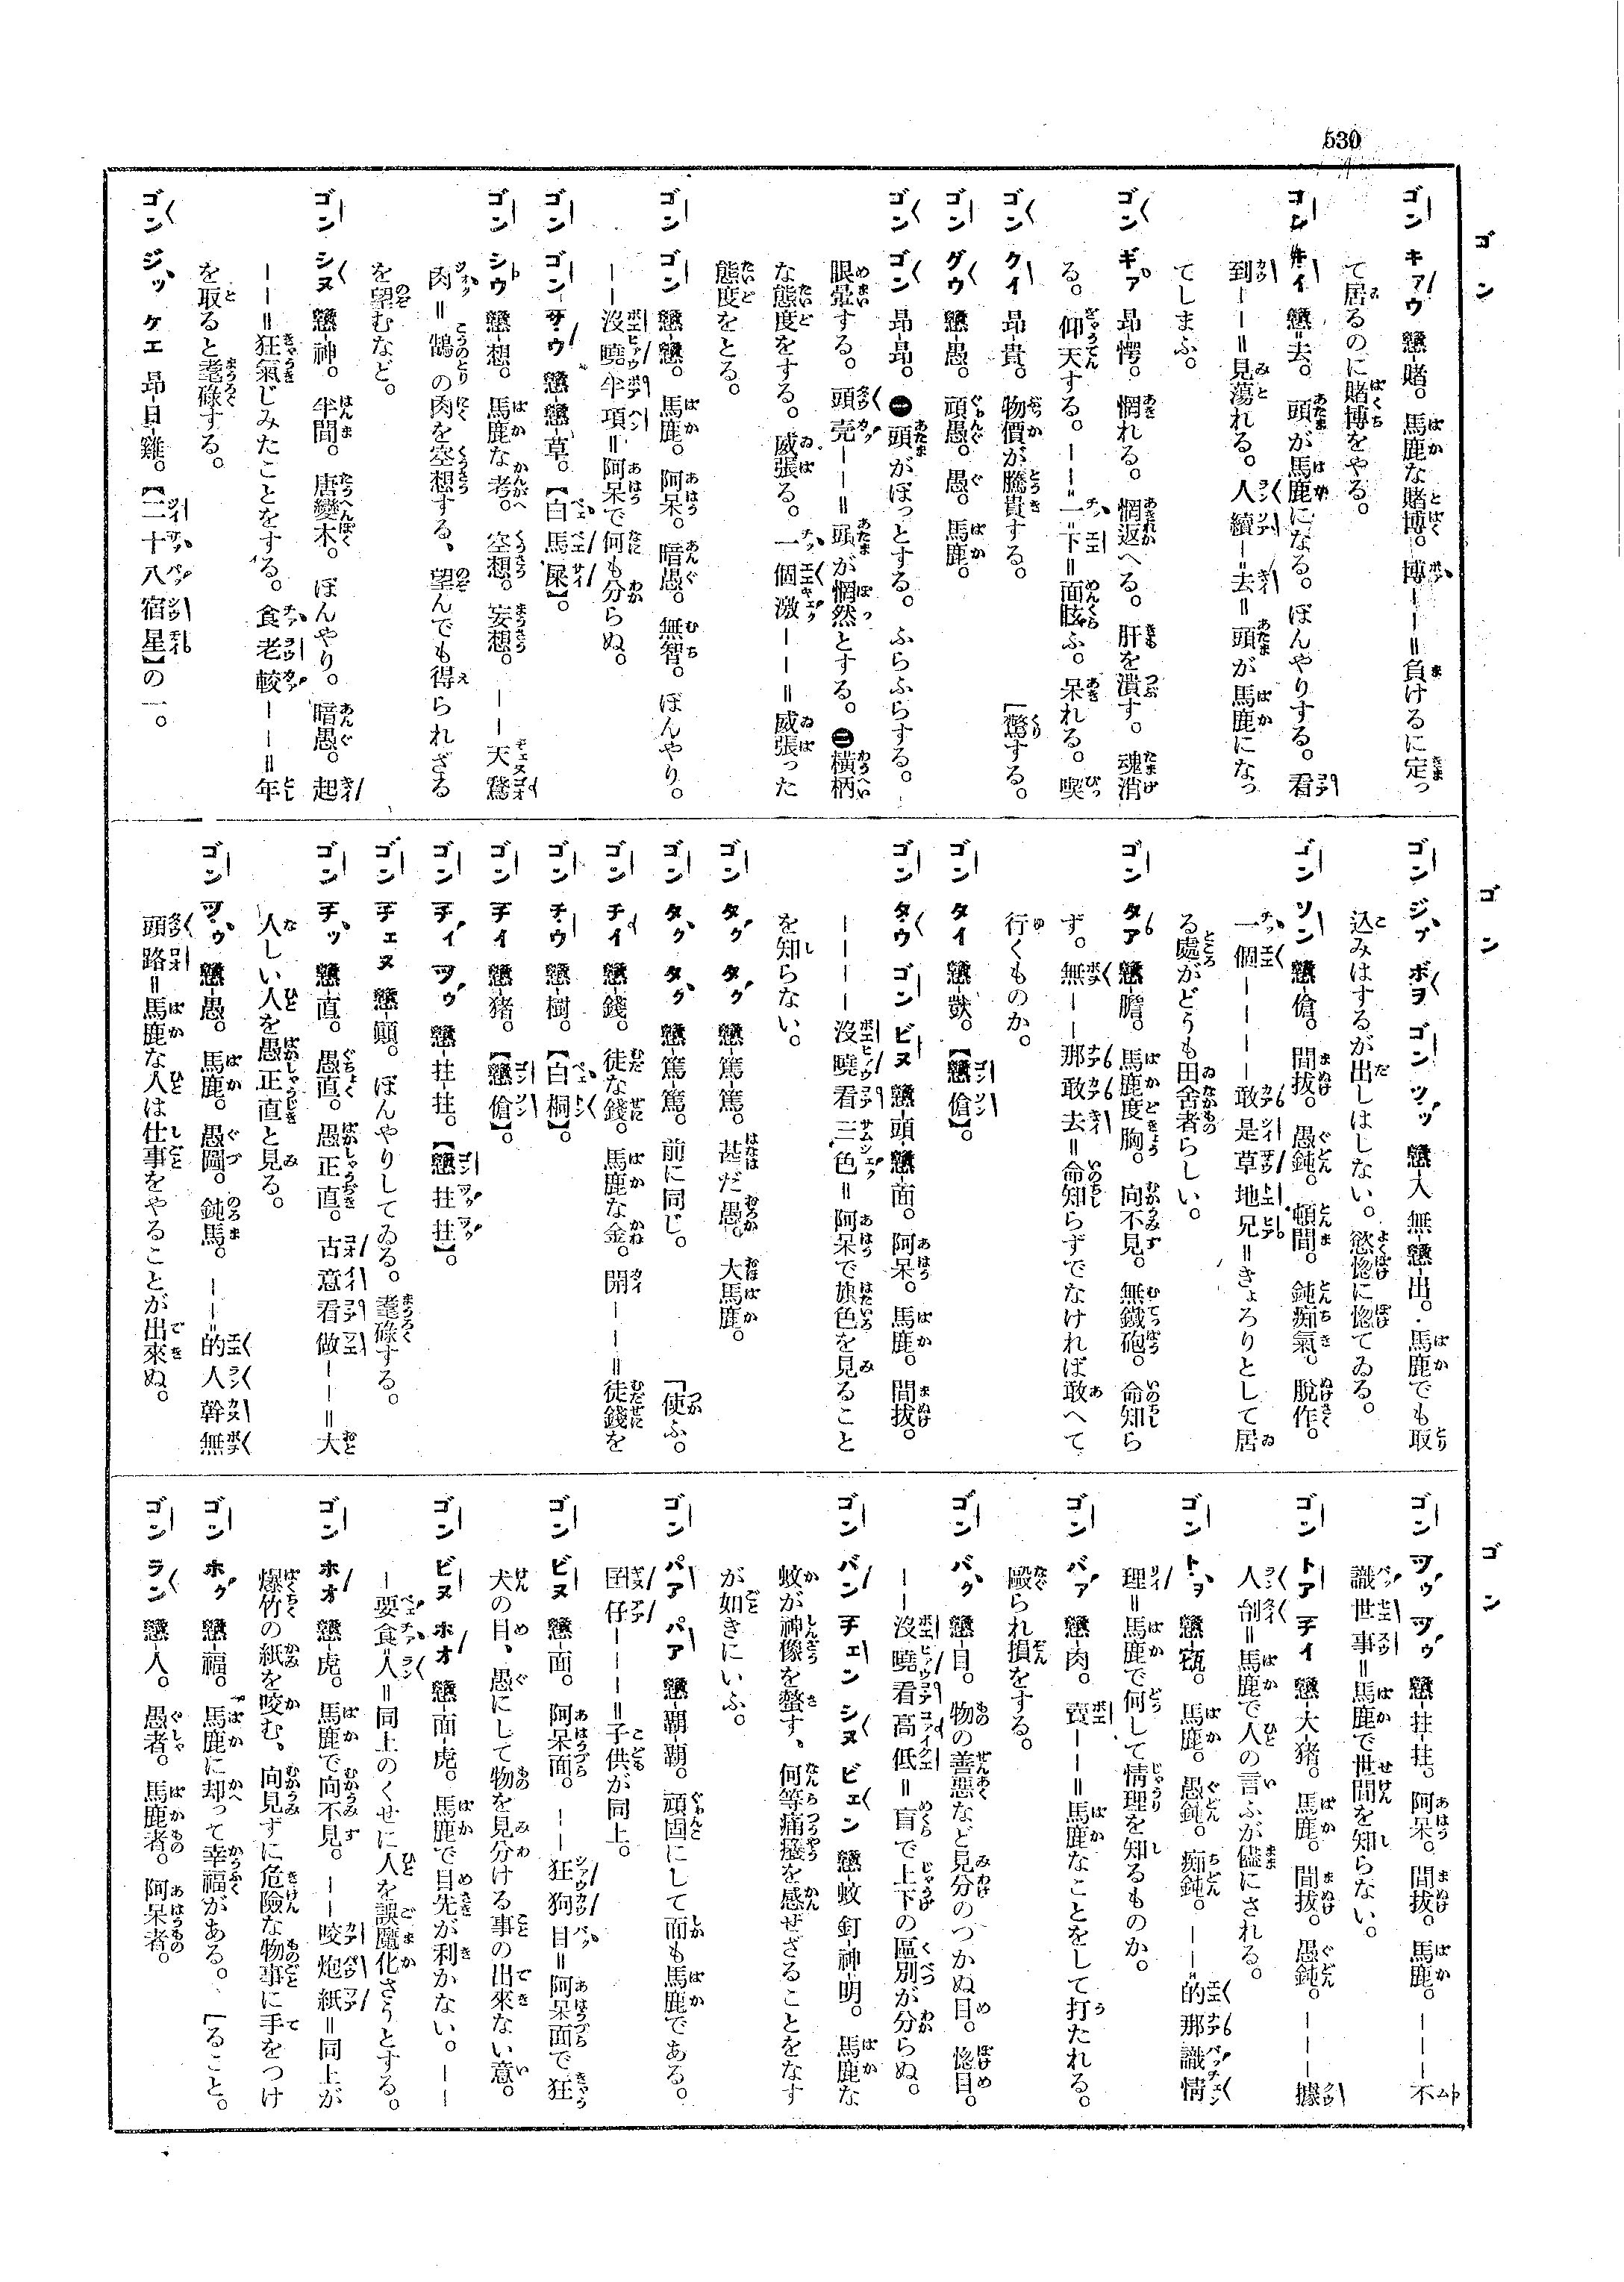 530
ゴン
ゴン キァウ 戇-賭。馬鹿な賭博。博ーー＝負けるに定っ
て居るのに賭博をやる。
ゴン キイ 戇=去。頭が馬鹿になる。ぼんやりする。看
到ーー＝見蕩れる。人續=去＝頭が馬鹿になっ
てしまふ。
ゴン ギァ 昂-愕。惘れる。惘返へる。肝を潰す。魂消
る。仰天する。ーー＝一=下＝面眩ふ。呆れる。喫
[驚する。
ゴン クイ 昂-貴。物價が騰貴する。
ゴン グウ 戇-愚。頑愚。愚。馬鹿。
ゴン ゴン 昂-昂。㊀頭がぼっとする。ふらふらする。
眼暈する。頭壳ーー＝頭が惘然とする。㊁横柄
な態度をする。威張る。一個激ーー＝威張った
態度をとる。
ゴン ゴン 戇-戇。馬鹿。阿呆。暗愚。無智。ぼんやり。
ーー沒曉半項＝阿呆で何も分らぬ。
ゴン ゴン サウ 戇-戇-草。【白馬屎】。
ゴン シウ 戇-想。馬鹿な考。空想。妄想。ーー天鵞
肉＝鵠の肉を空想する、望んでも得られざる
を望むなど。
ゴン シヌ 戇-神。半間。唐變木。ぼんやり。暗愚。起
ーー＝狂氣じみたことをする。食老較ーー＝年
を取ると耄碌する。
ゴン ジッ ケエ 昂-日-雞。【二十八宿星】の一。
ゴン
ゴン ジプ ボヲ ゴン ツッ 戇-入 無-戇-出。馬鹿でも取
込みはするが出しはしない。慾惚に惚てゐる。
ゴン ソン 戇-傖。間拔。愚鈍。頓間。鈍痴氣。脫作。
一個ーーーー敢是草地兄＝きょろりとして居
る處がどうも田舍者らしい。
ゴン タア 戇-膽。馬鹿度胸。向不見。無鐵砲。命知ら
ず。無ーー那敢去＝命知らずでなければ敢へて
行くものか。
ゴン タイ 戇-獃。【戇傖】。
ゴン タウ ゴン ビヌ 戇-頭-戇-面。阿呆。馬鹿。間拔。
ーーーー沒曉看三色＝阿呆で旗色を見ること
を知らない。
ゴン タク タク 戇-篤-篤。甚だ愚。大馬鹿。
ゴン タク タク 戇-篤-篤。前に同じ。
[使ふ。
ゴン チイ 戇-錢。徒な錢。馬鹿な金。開ーー＝徒錢を
ゴン チウ 戇-樹。【白桐】。
ゴン チイ 戇-猪。【戇傖】。
ゴン チイ ツウ 戇-拄-拄。【戇拄拄】。
ゴン チェヌ 戇-顛。ぼんやりしてゐる。耄碌する。
ゴン チッ 戇-直。愚直。愚正直。古意看做ーー＝大
人しい人を愚正直と見る。
ゴン ツウ 戇-愚。馬鹿。愚圖。鈍馬。ーー＝的人幹無
頭路＝馬鹿な人は仕事をやることが出來ぬ。
ゴン
ゴン ツウ ツウ 戇-拄-拄。阿呆。間拔。馬鹿。ーーー不
識世事＝馬鹿で世間を知らない。
ゴン トア チイ 戇-大-猪。馬鹿。間拔。愚鈍。ーーー據
人刣＝馬鹿で人の言ふが儘にされる。
ゴン トヲ 戇-㼸。馬鹿。愚鈍。痴鈍。ーー=的那識情
理＝馬鹿で何して情理を知るものか。
ゴン バァ 戇-肉。賣ーー＝馬鹿なことをして打たれる。
毆られ損をする。
ゴン バク 戇-目。物の善惡など見分のつかぬ目。惚目。
ーー沒曉看高低＝盲で上下の區別が分らぬ。
ゴン バン チェン シヌ ビェン 戇-蚊 釘-神-明。馬鹿な
蚊が神像を螫す、何等痛癢を感ぜざることをなす
が如きにいふ。
ゴン パア パア 戇-霸-霸。頑固にして而も馬鹿である。
囝仔ーーー＝子供が同上。
ゴン ビヌ 戇-面。阿呆面。ーー狂狗目＝阿呆面で狂
犬の目、愚にして物を見分ける事の出來ない意。
ゴン ビヌ ホオ 戇-面-虎。馬鹿で目先が利かない。ーー
ー要食=人＝同上のくせに人を誤魔化さうとする。
ゴン ホオ 戇-虎。馬鹿で向不見。ーー咬炮紙＝同上が
爆竹の紙を咬む、向見ずに危險な物事に手をつけ
[ること。
ゴン ホク 戇-福。馬鹿に却って幸福がある。
ゴン ラン 戇-人。愚者。馬鹿者。阿呆者。